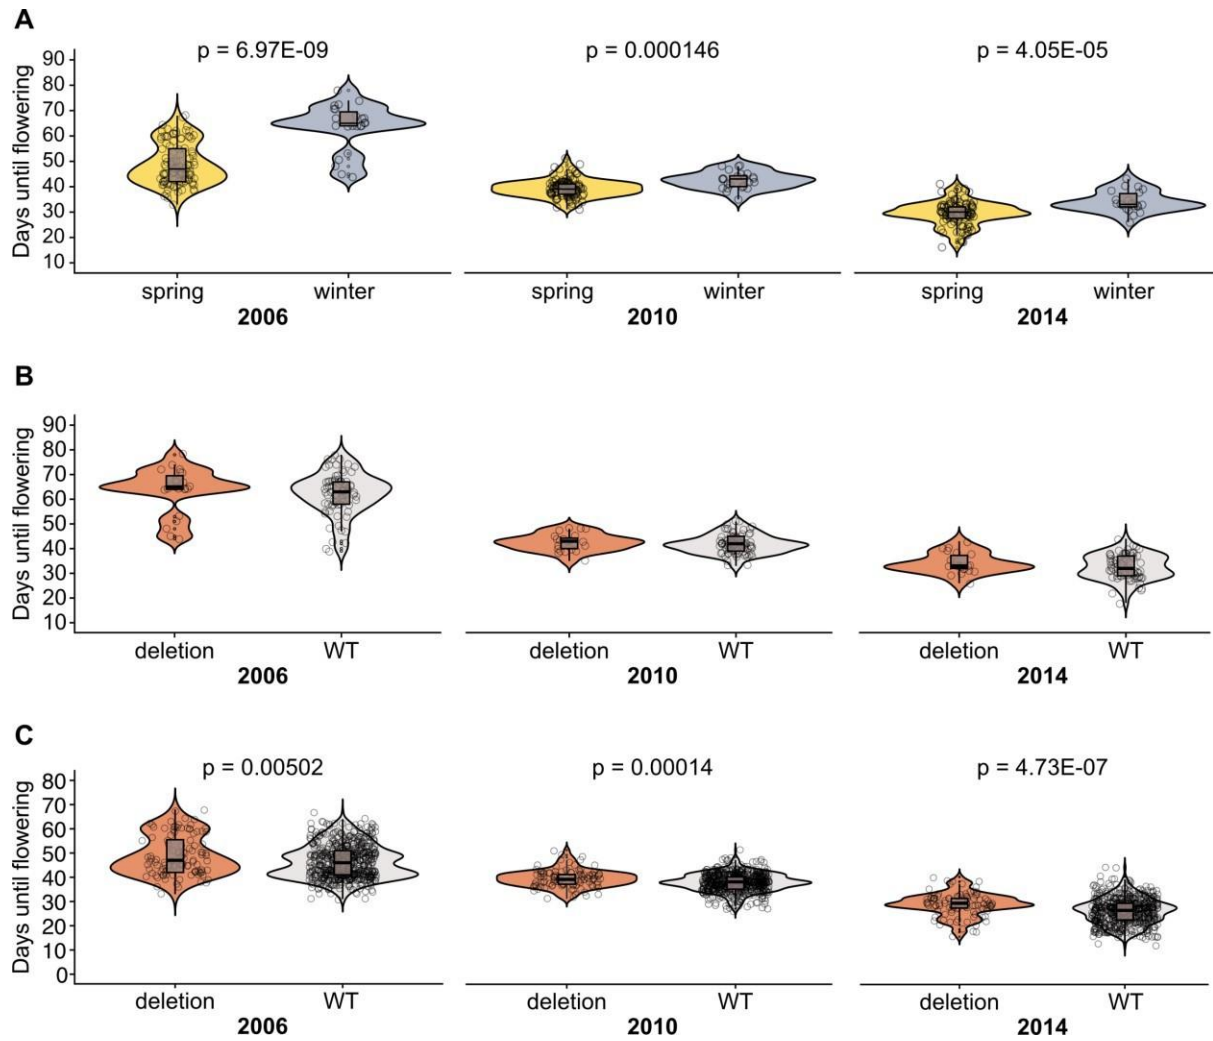 A
p = 6.97E-09 p = 0.000146 p = 4.05E-05
Days until flowering
90
80
70
60
50
40
30
20
10
spring winter spring winter spring winter
2006 2010 2014
B
Days until flowering
90
80
70
60
50
40
30
20
10
deletion WT deletion WT deletion WT
2006 2010 2014
C
p = 0.00502 p = 0.00014 p = 4.73E-07
Days until flowering
80
70
60
50
40
30
20
10
0
deletion WT deletion WT deletion WT
2006 2010 2014